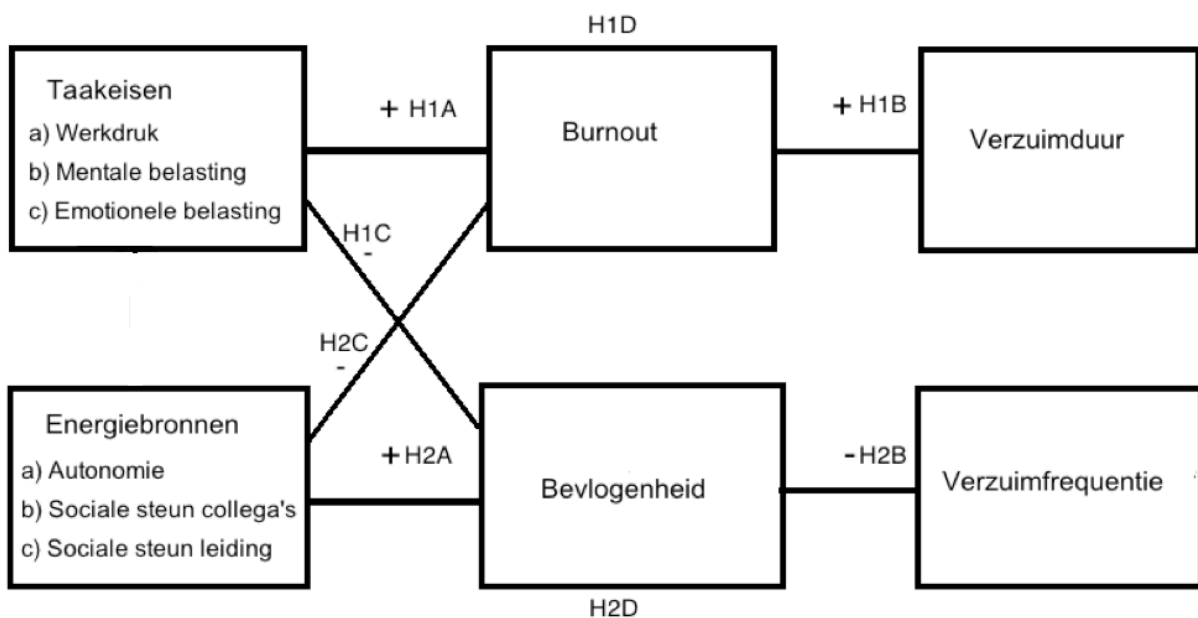 H1D
Taakeisen
a) Werkdruk
b) Mentale belasting
c) Emotionele belasting
+ H1A
Burnout
+ H1B
Verzuimduur
H1C
-
H2C
-
Energiebronnen
a) Autonomie
b) Sociale steun collega's
c) Sociale steun leiding
+ H2A
Bevlogenheid
- H2B
Verzuimfrequentie
H2D